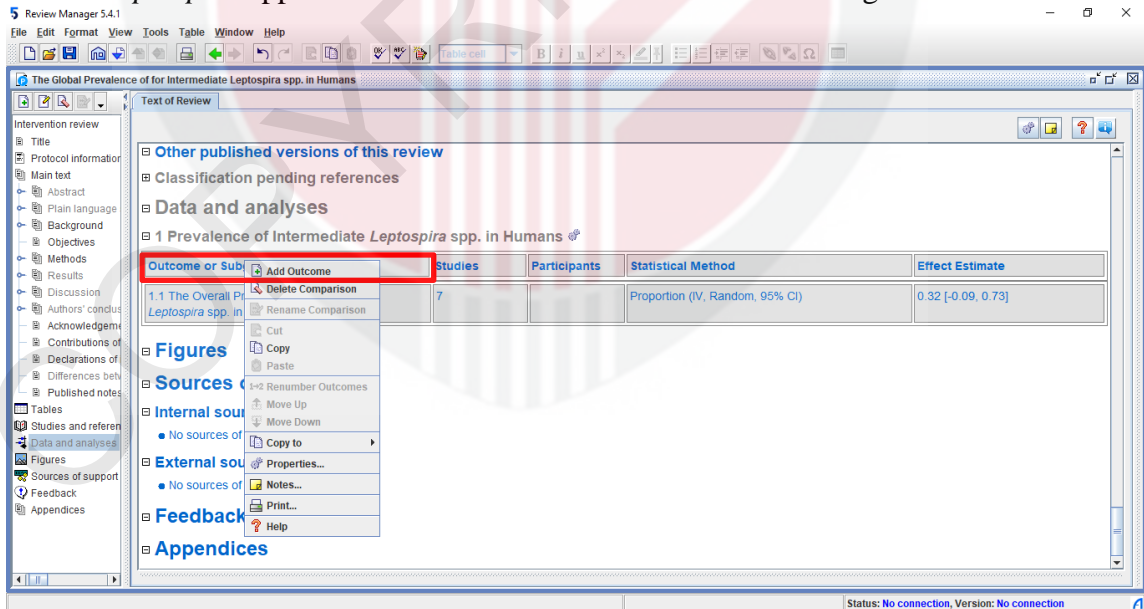 5 Review Manager 5.4.1
File Edit Format View Tools Table Window Help
Table cell
The Global Prevalence of for Intermediate Leptospira spp. in Humans
Text of Review
Intervention review
Title
Protocol information
Main text
Abstract
Plain language
Background
Objectives
Methods
Results
Discussion
Authors' conclus
Acknowledgeme
Contributions of
Declarations of
Differences betw
Published notes
Tables
Studies and referen
Data and analyses
Figures
Sources of support
Feedback
Appendices
Other published versions of this review
Classification pending references
Data and analyses
1 Prevalence of Intermediate Leptospira spp. in Humans
Outcome or Sub Studies Participants Statistical Method Effect Estimate
1.1 The Overall Pr 7 Proportion (IV, Random, 95% CI) 0.32 [-0.09, 0.73]
Leptospira spp. in
Add Outcome
Delete Comparison
Rename Comparison
Cut
Copy
Paste
1→2 Renumber Outcomes
Move Up
Move Down
Copy to
Properties...
Notes...
Print...
Help
Figures
Sources o
Internal sour
No sources of
External sou
No sources of
Feedback
Appendices
Status: No connection, Version: No connection